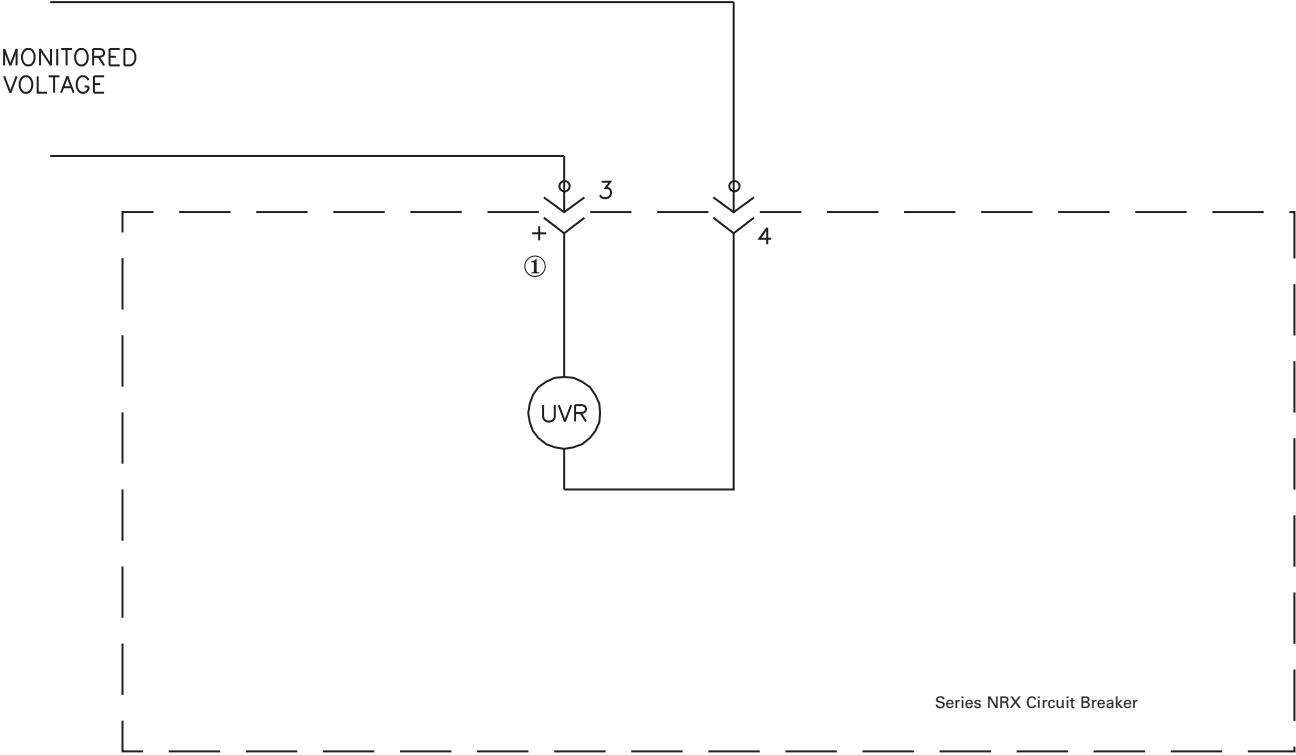 MONITORED
VOLTAGE
3
+
4
①
UVR
Series NRX Circuit Breaker